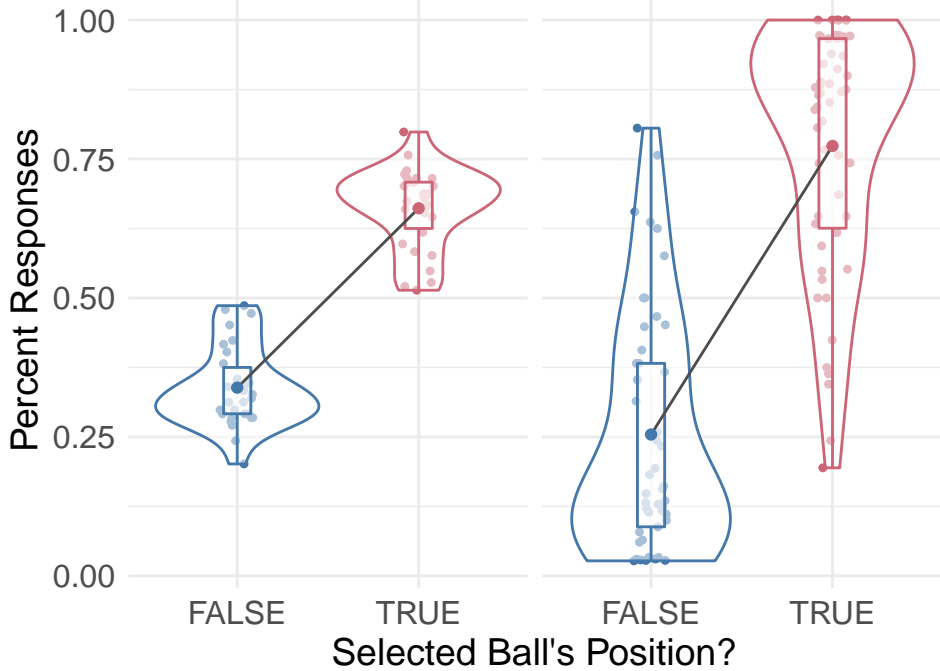 Percent Responses
1.00
0.75
0.50
0.25
0.00
FALSE TRUE FALSE TRUE
Selected Ball's Position?